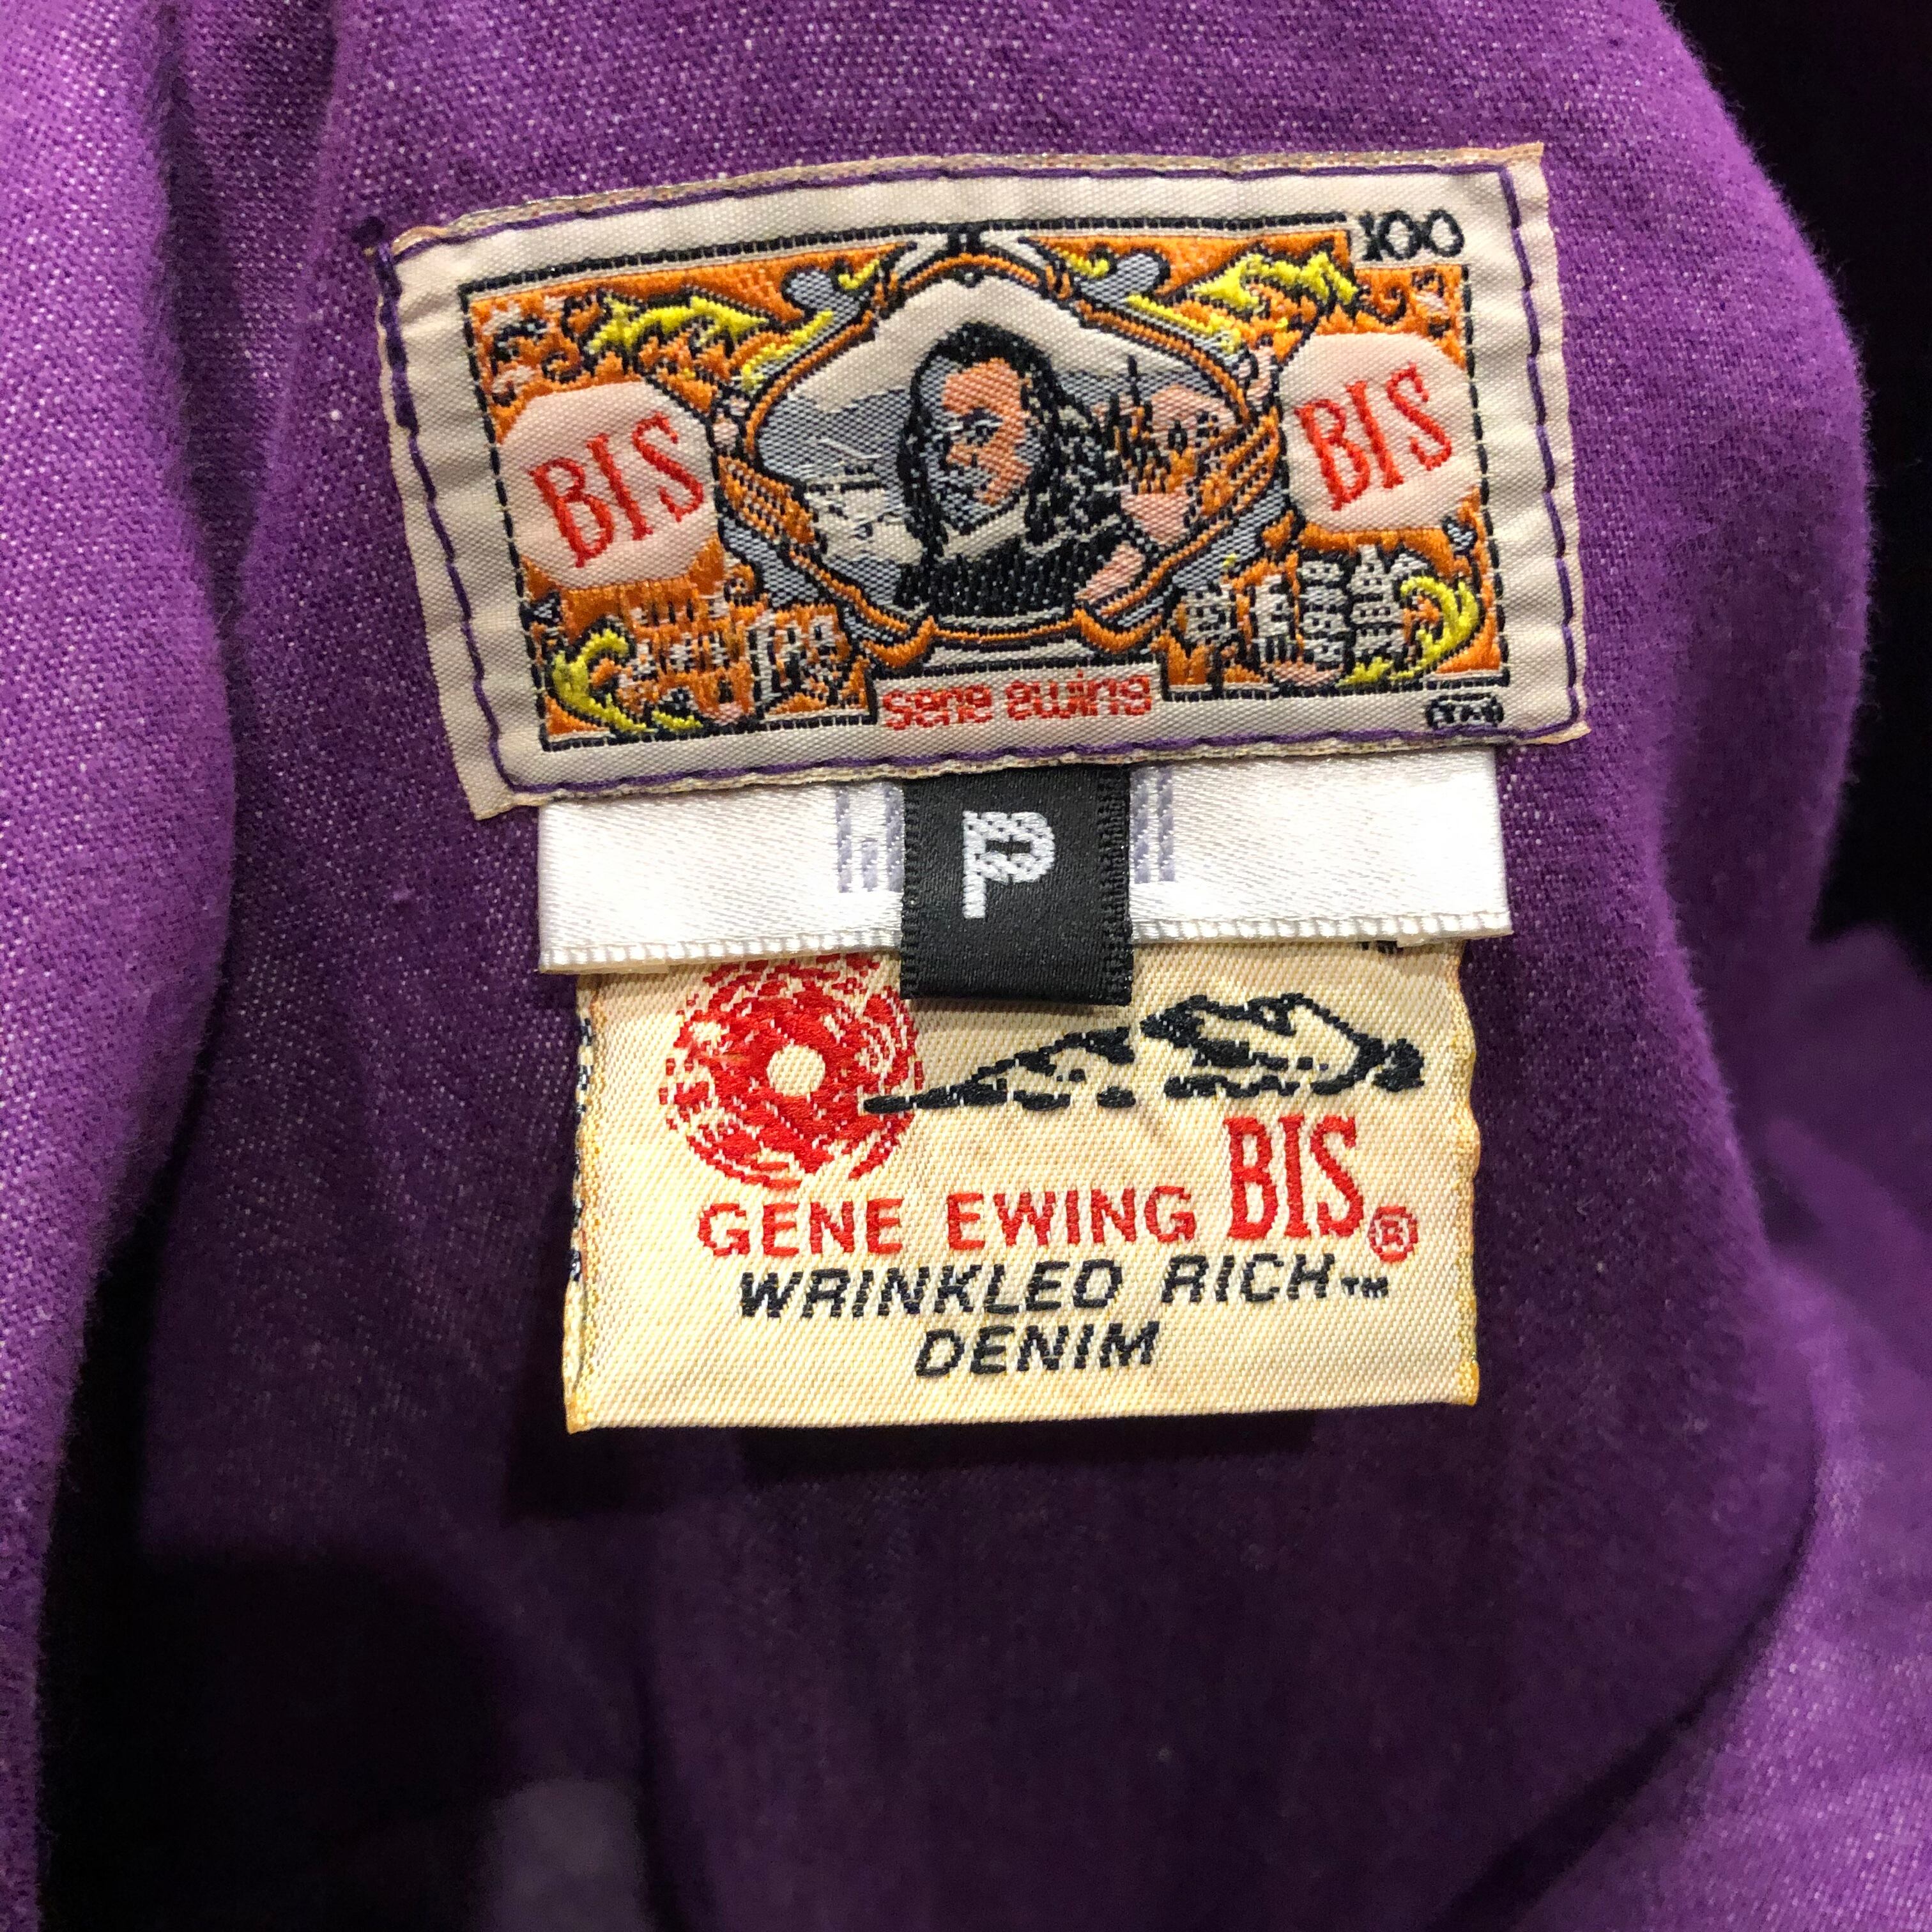 100
BIS BIS
gene ewing
P
GENE EWING BIS®
WRINKLED RICH™
DENIM